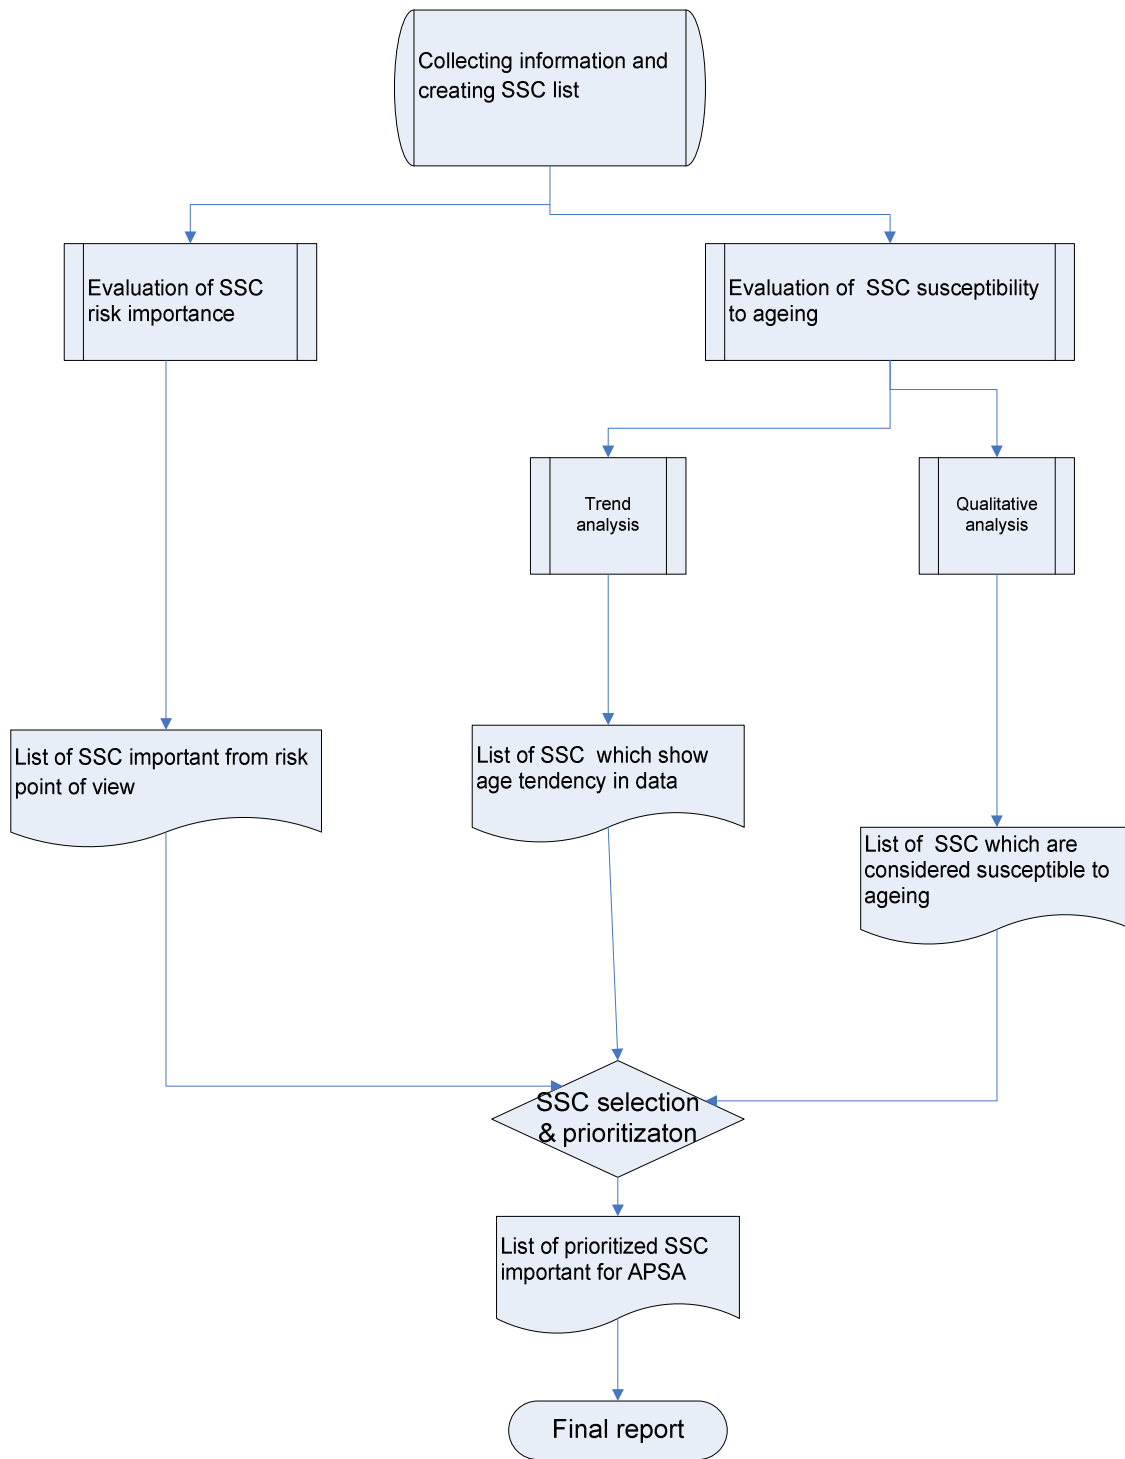 Collecting information and
creating SSC list
Evaluation of SSC
risk importance
Evaluation of  SSC susceptibility
to ageing
Trend
analysis
Qualitative
analysis
List of SSC important from risk
point of view
List of SSC  which show
age tendency in data
List of  SSC which are
considered susceptible to
ageing
SSC selection
& prioritizaton
List of prioritized SSC
important for APSA
Final report